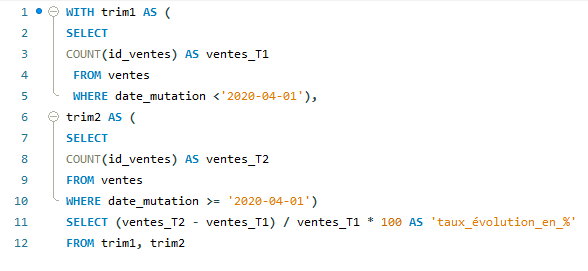 1 WITH trim1 AS (
2 SELECT
3 COUNT(id_ventes) AS ventes_T1
4 FROM ventes
5 WHERE date_mutation <'2020-04-01'),
6 trim2 AS (
7 SELECT
8 COUNT(id_ventes) AS ventes_T2
9 FROM ventes
10 WHERE date_mutation >= '2020-04-01')
11 SELECT (ventes_T2 - ventes_T1) / ventes_T1 * 100 AS 'taux_évolution_en_%'
12 FROM trim1, trim2